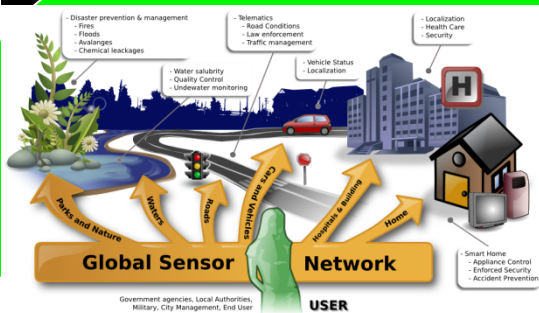 - Disaster prevention & management
- Fires
- Floods
- Avalanges
- Chemical leackages
- Telematics
- Road Conditions
- Law enforcement
- Traffic management
- Localization
- Health Care
- Security
- Water salubrity
- Quality Control
- Undewater monitoring
- Vehicle Status
- Localization
H
Parks and Nature
Waters
Roads
Cars and Vehicles
Hospitals & Building
Home
Global Sensor Network
- Smart Home
- Appliance Control
- Enforced Security
- Accident Prevention
Government agencies, Local Authorities,
Military, City Management, End User
USER